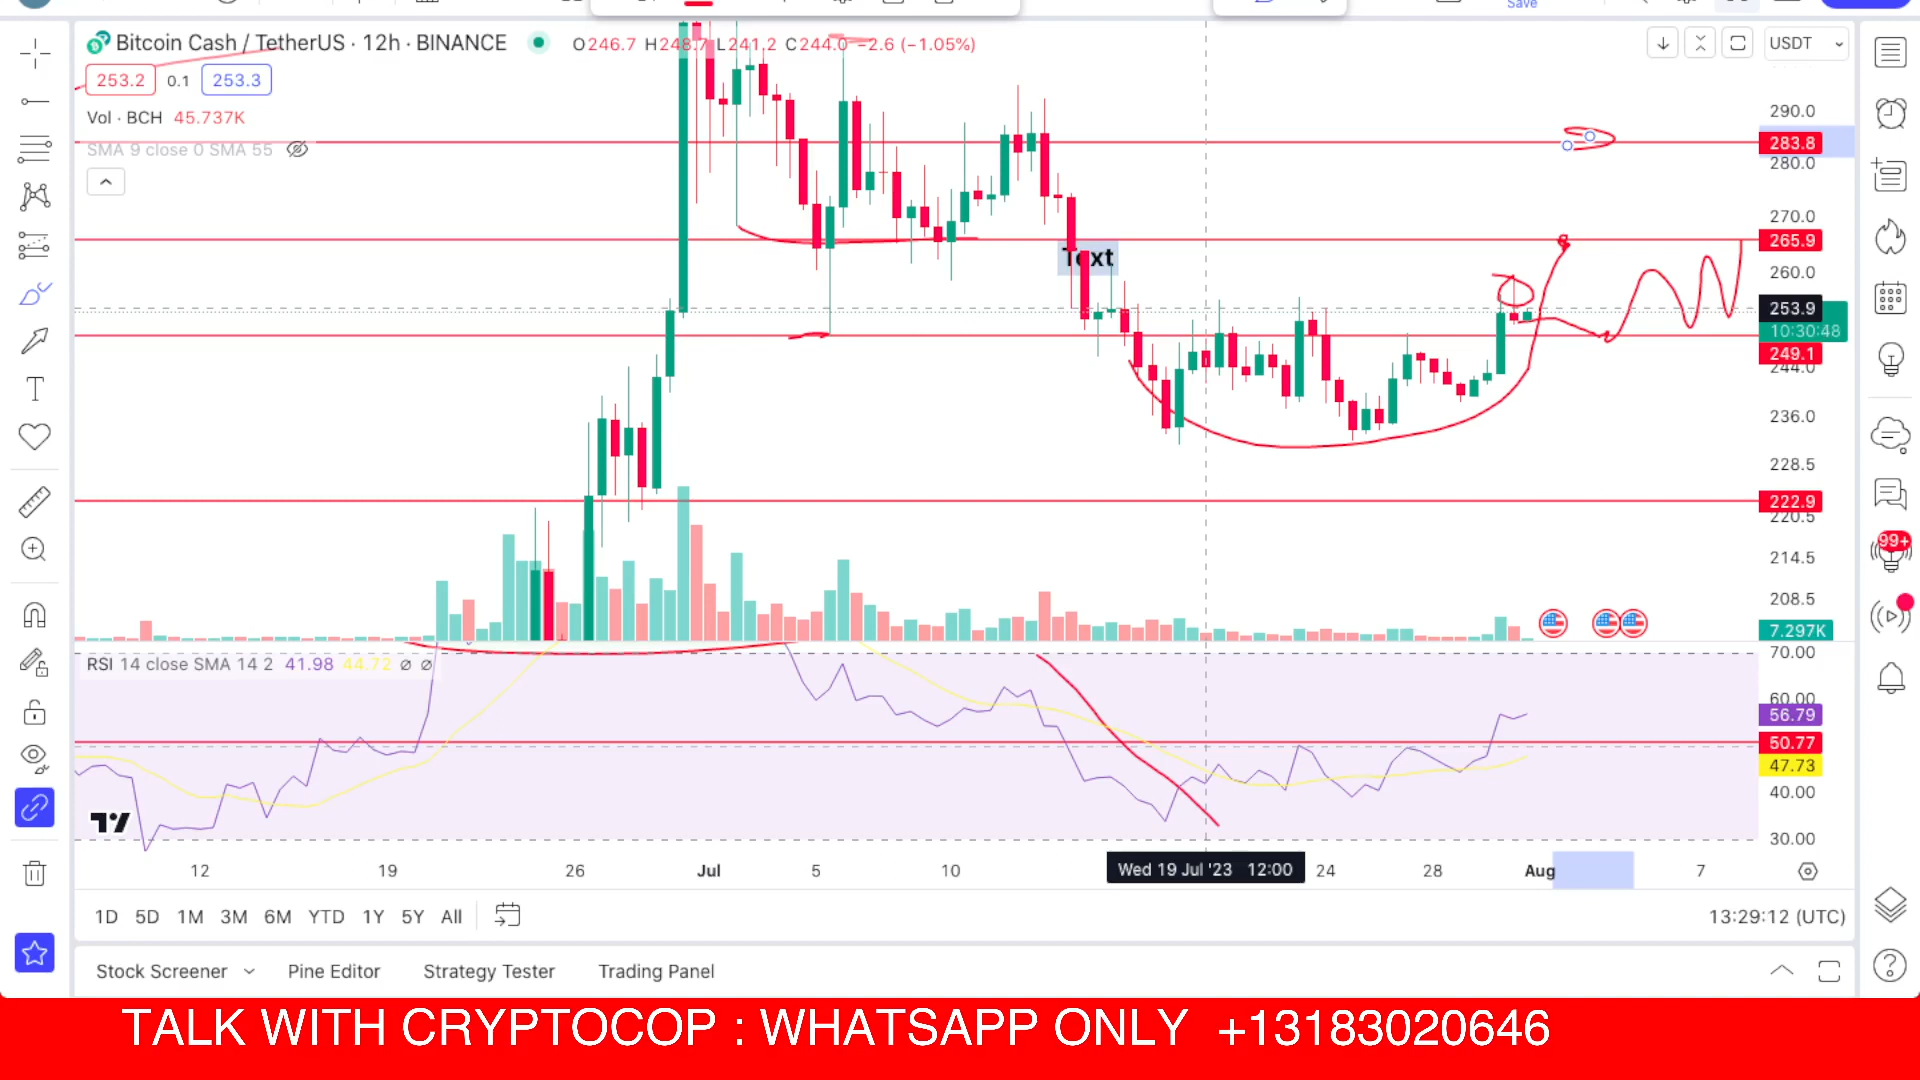 Save
Bitcoin Cash / TetherUS · 12h · BINANCE O246.7 H248.7 L241.2 C244.0 −2.6 (−1.05%)
USDT
253.2 0.1 253.3
Vol · BCH 45.737K
SMA 9 close 0 SMA 55
290.0
283.8
280.0
270.0
265.9
Text
260.0
253.9
10:30:48
249.1
244.0
236.0
228.5
222.9
220.5
214.5
208.5
7.297K
99+
RSI 14 close SMA 14 2 41.98 44.72 ∅ ∅
70.00
60.00
56.79
50.77
47.73
40.00
30.00
12 19 26 Jul 5 10 Wed 19 Jul '23 12:00 24 28 Aug 7
1D 5D 1M 3M 6M YTD 1Y 5Y All
13:29:12 (UTC)
Stock Screener Pine Editor Strategy Tester Trading Panel
TALK WITH CRYPTOCOP : WHATSAPP ONLY +13183020646